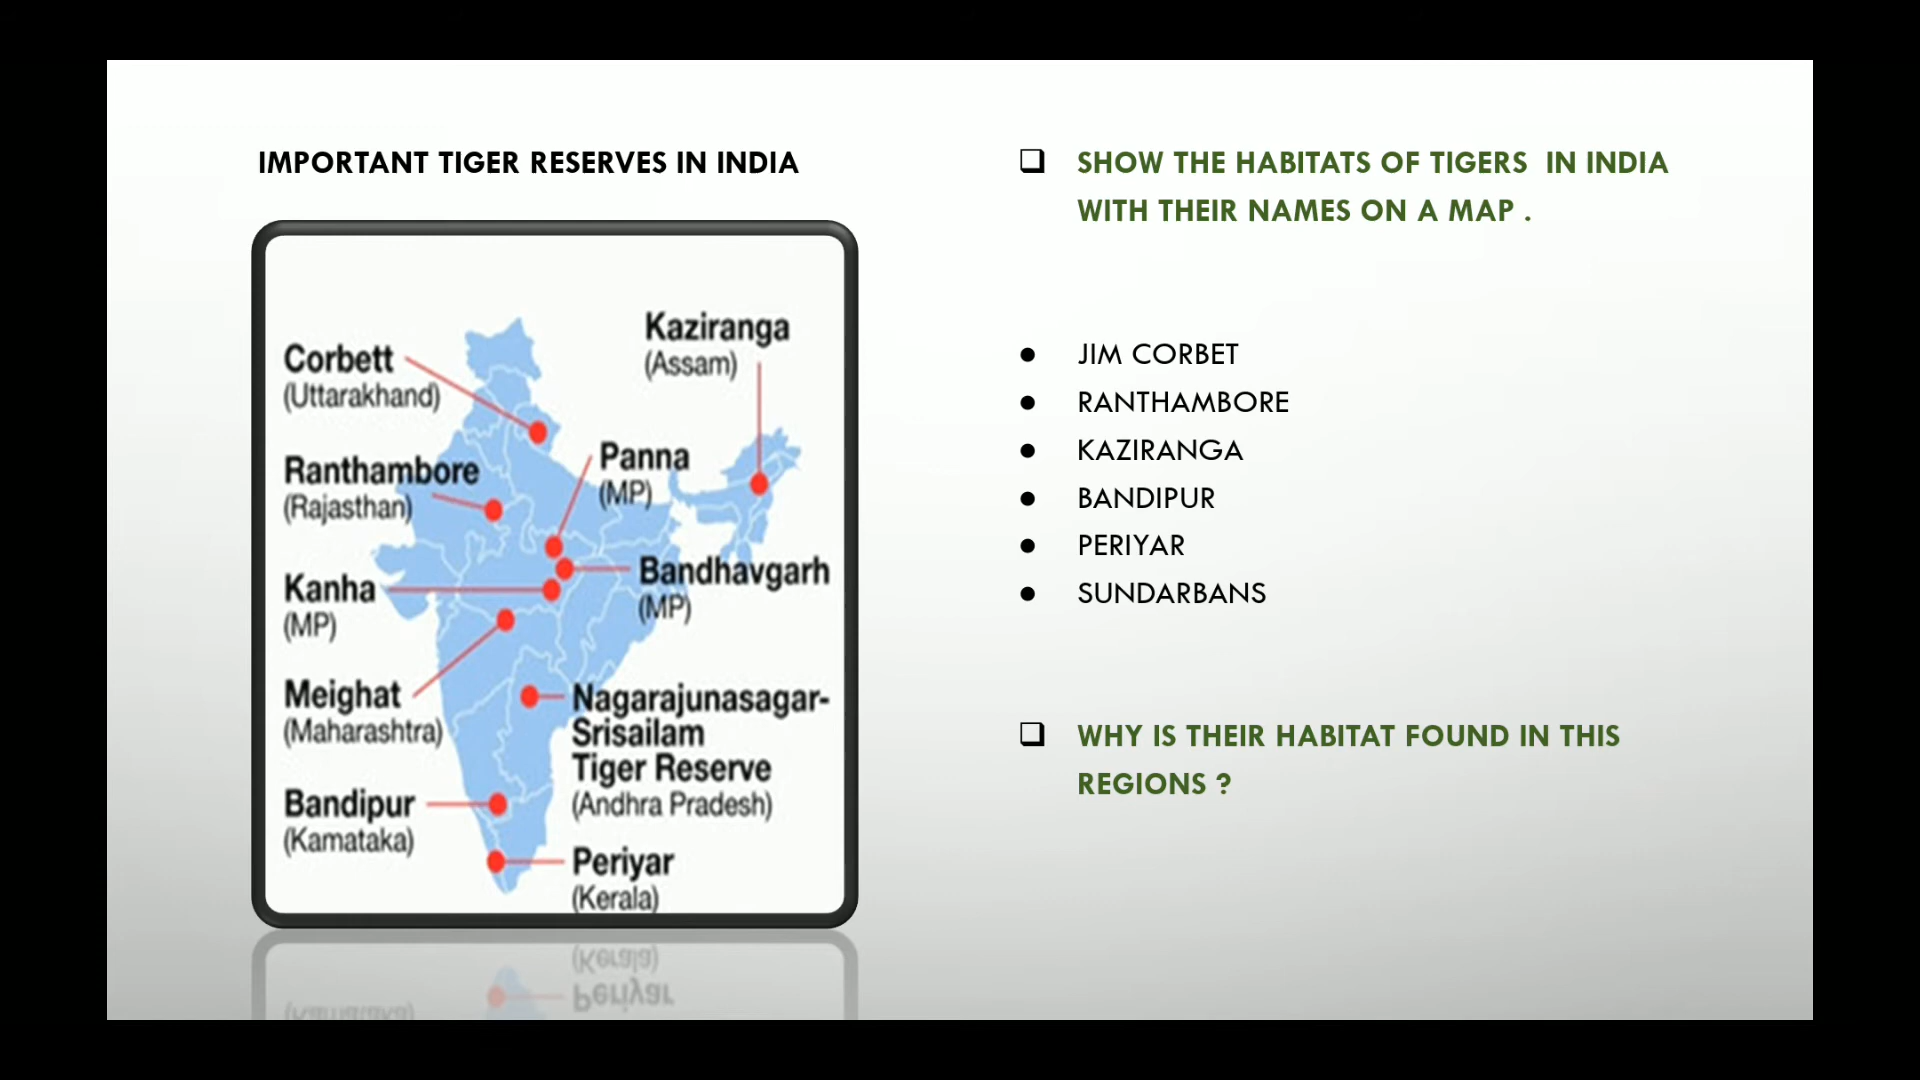 IMPORTANT TIGER RESERVES IN INDIA
Corbett
(Uttarakhand)
Kaziranga
(Assam)
Ranthambore
(Rajasthan)
Panna
(MP)
Kanha
(MP)
Bandhavgarh
(MP)
Meighat
(Maharashtra)
Nagarajunasagar-
Srisailam
Tiger Reserve
(Andhra Pradesh)
Bandipur
(Kamataka)
Periyar
(Kerala)
❑ SHOW THE HABITATS OF TIGERS IN INDIA
WITH THEIR NAMES ON A MAP .
● JIM CORBET
● RANTHAMBORE
● KAZIRANGA
● BANDIPUR
● PERIYAR
● SUNDARBANS
❑ WHY IS THEIR HABITAT FOUND IN THIS
REGIONS ?